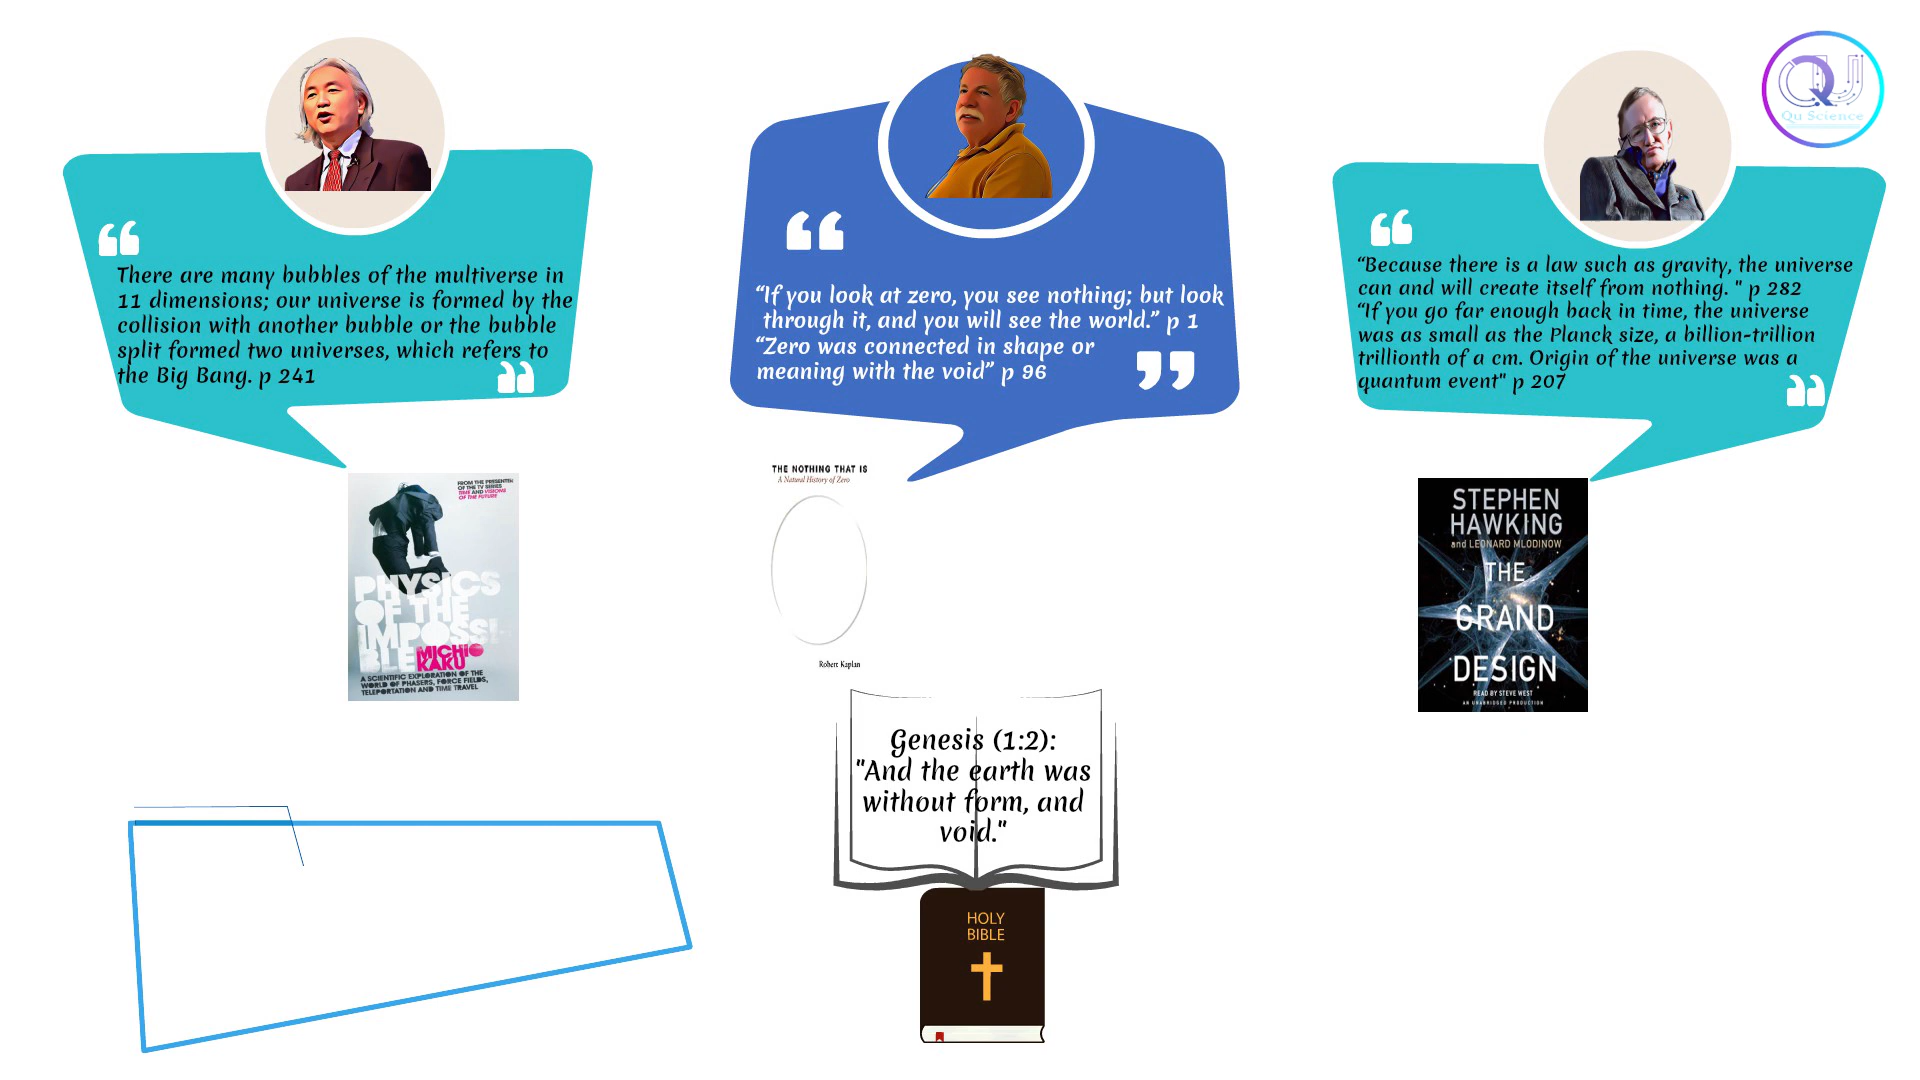 There are many bubbles of the multiverse in
11 dimensions; our universe is formed by the
collision with another bubble or the bubble
split formed two universes, which refers to
the Big Bang. p 241
“If you look at zero, you see nothing; but look
through it, and you will see the world.” p 1
“Zero was connected in shape or
meaning with the void” p 96
“Because there is a law such as gravity, the universe
can and will create itself from nothing. " p 282
“If you go far enough back in time, the universe
was as small as the Planck size, a billion-trillion
trillionth of a cm. Origin of the universe was a
quantum event" p 207
QU
Qu Science
FROM THE PRESENTER
OF THE TV SERIES
TIME AND VISIONS
OF THE FUTURE
PHYSICS
OF THE
IMPOSSI
BLE
MICHIO
KAKU
A SCIENTIFIC EXPLORATION OF THE
WORLD OF PHASERS, FORCE FIELDS,
TELEPORTATION AND TIME TRAVEL
THE NOTHING THAT IS
A Natural History of Zero
Robert Kaplan
STEPHEN
HAWKING
and LEONARD MLODINOW
THE
GRAND
DESIGN
READ BY STEVE WEST
AN UNABRIDGED PRODUCTION
Genesis (1:2):
"And the earth was
without form, and
void."
HOLY
BIBLE